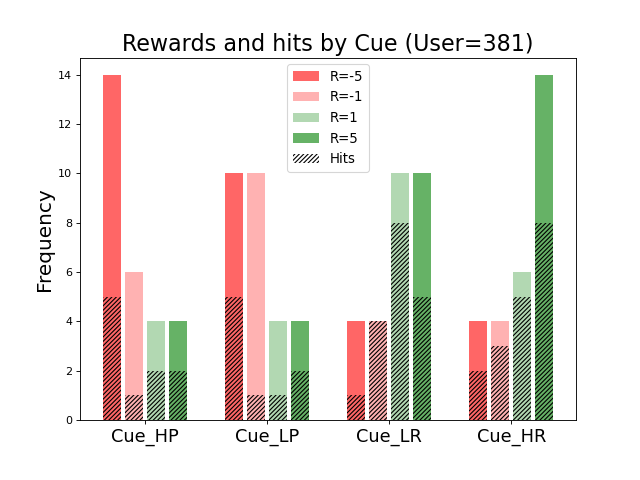 Rewards and hits by Cue (User=381)
R=-5
R=-1
R=1
R=5
Hits
Frequency
14
12
10
8
6
4
2
0
Cue_HP
Cue_LP
Cue_LR
Cue_HR